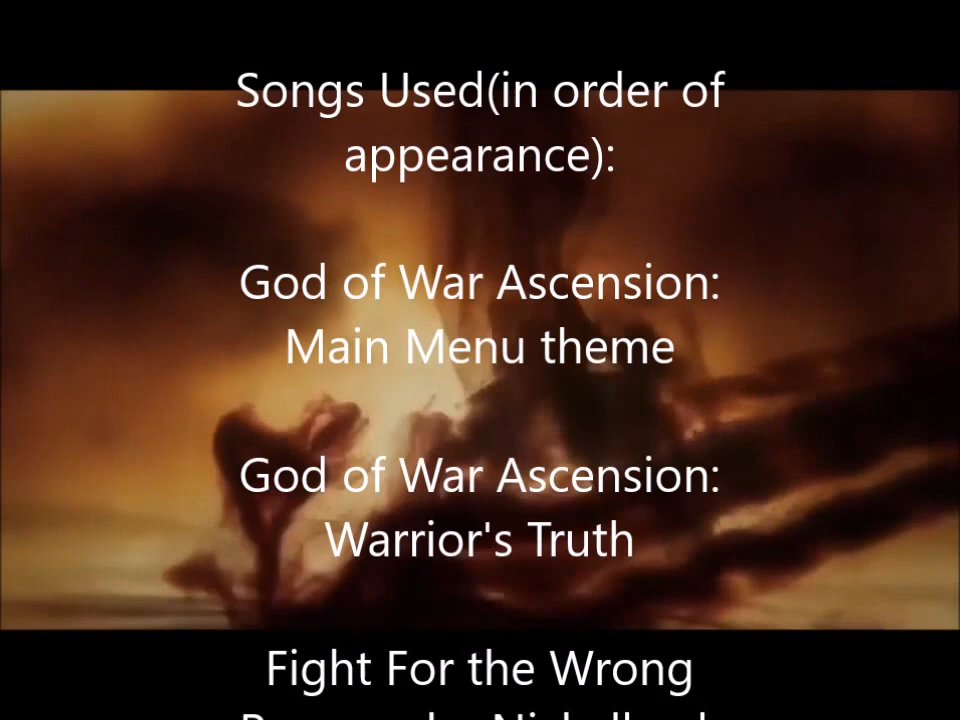 Songs Used(in order of
appearance):
God of War Ascension:
Main Menu theme
God of War Ascension:
Warrior's Truth
Fight For the Wrong